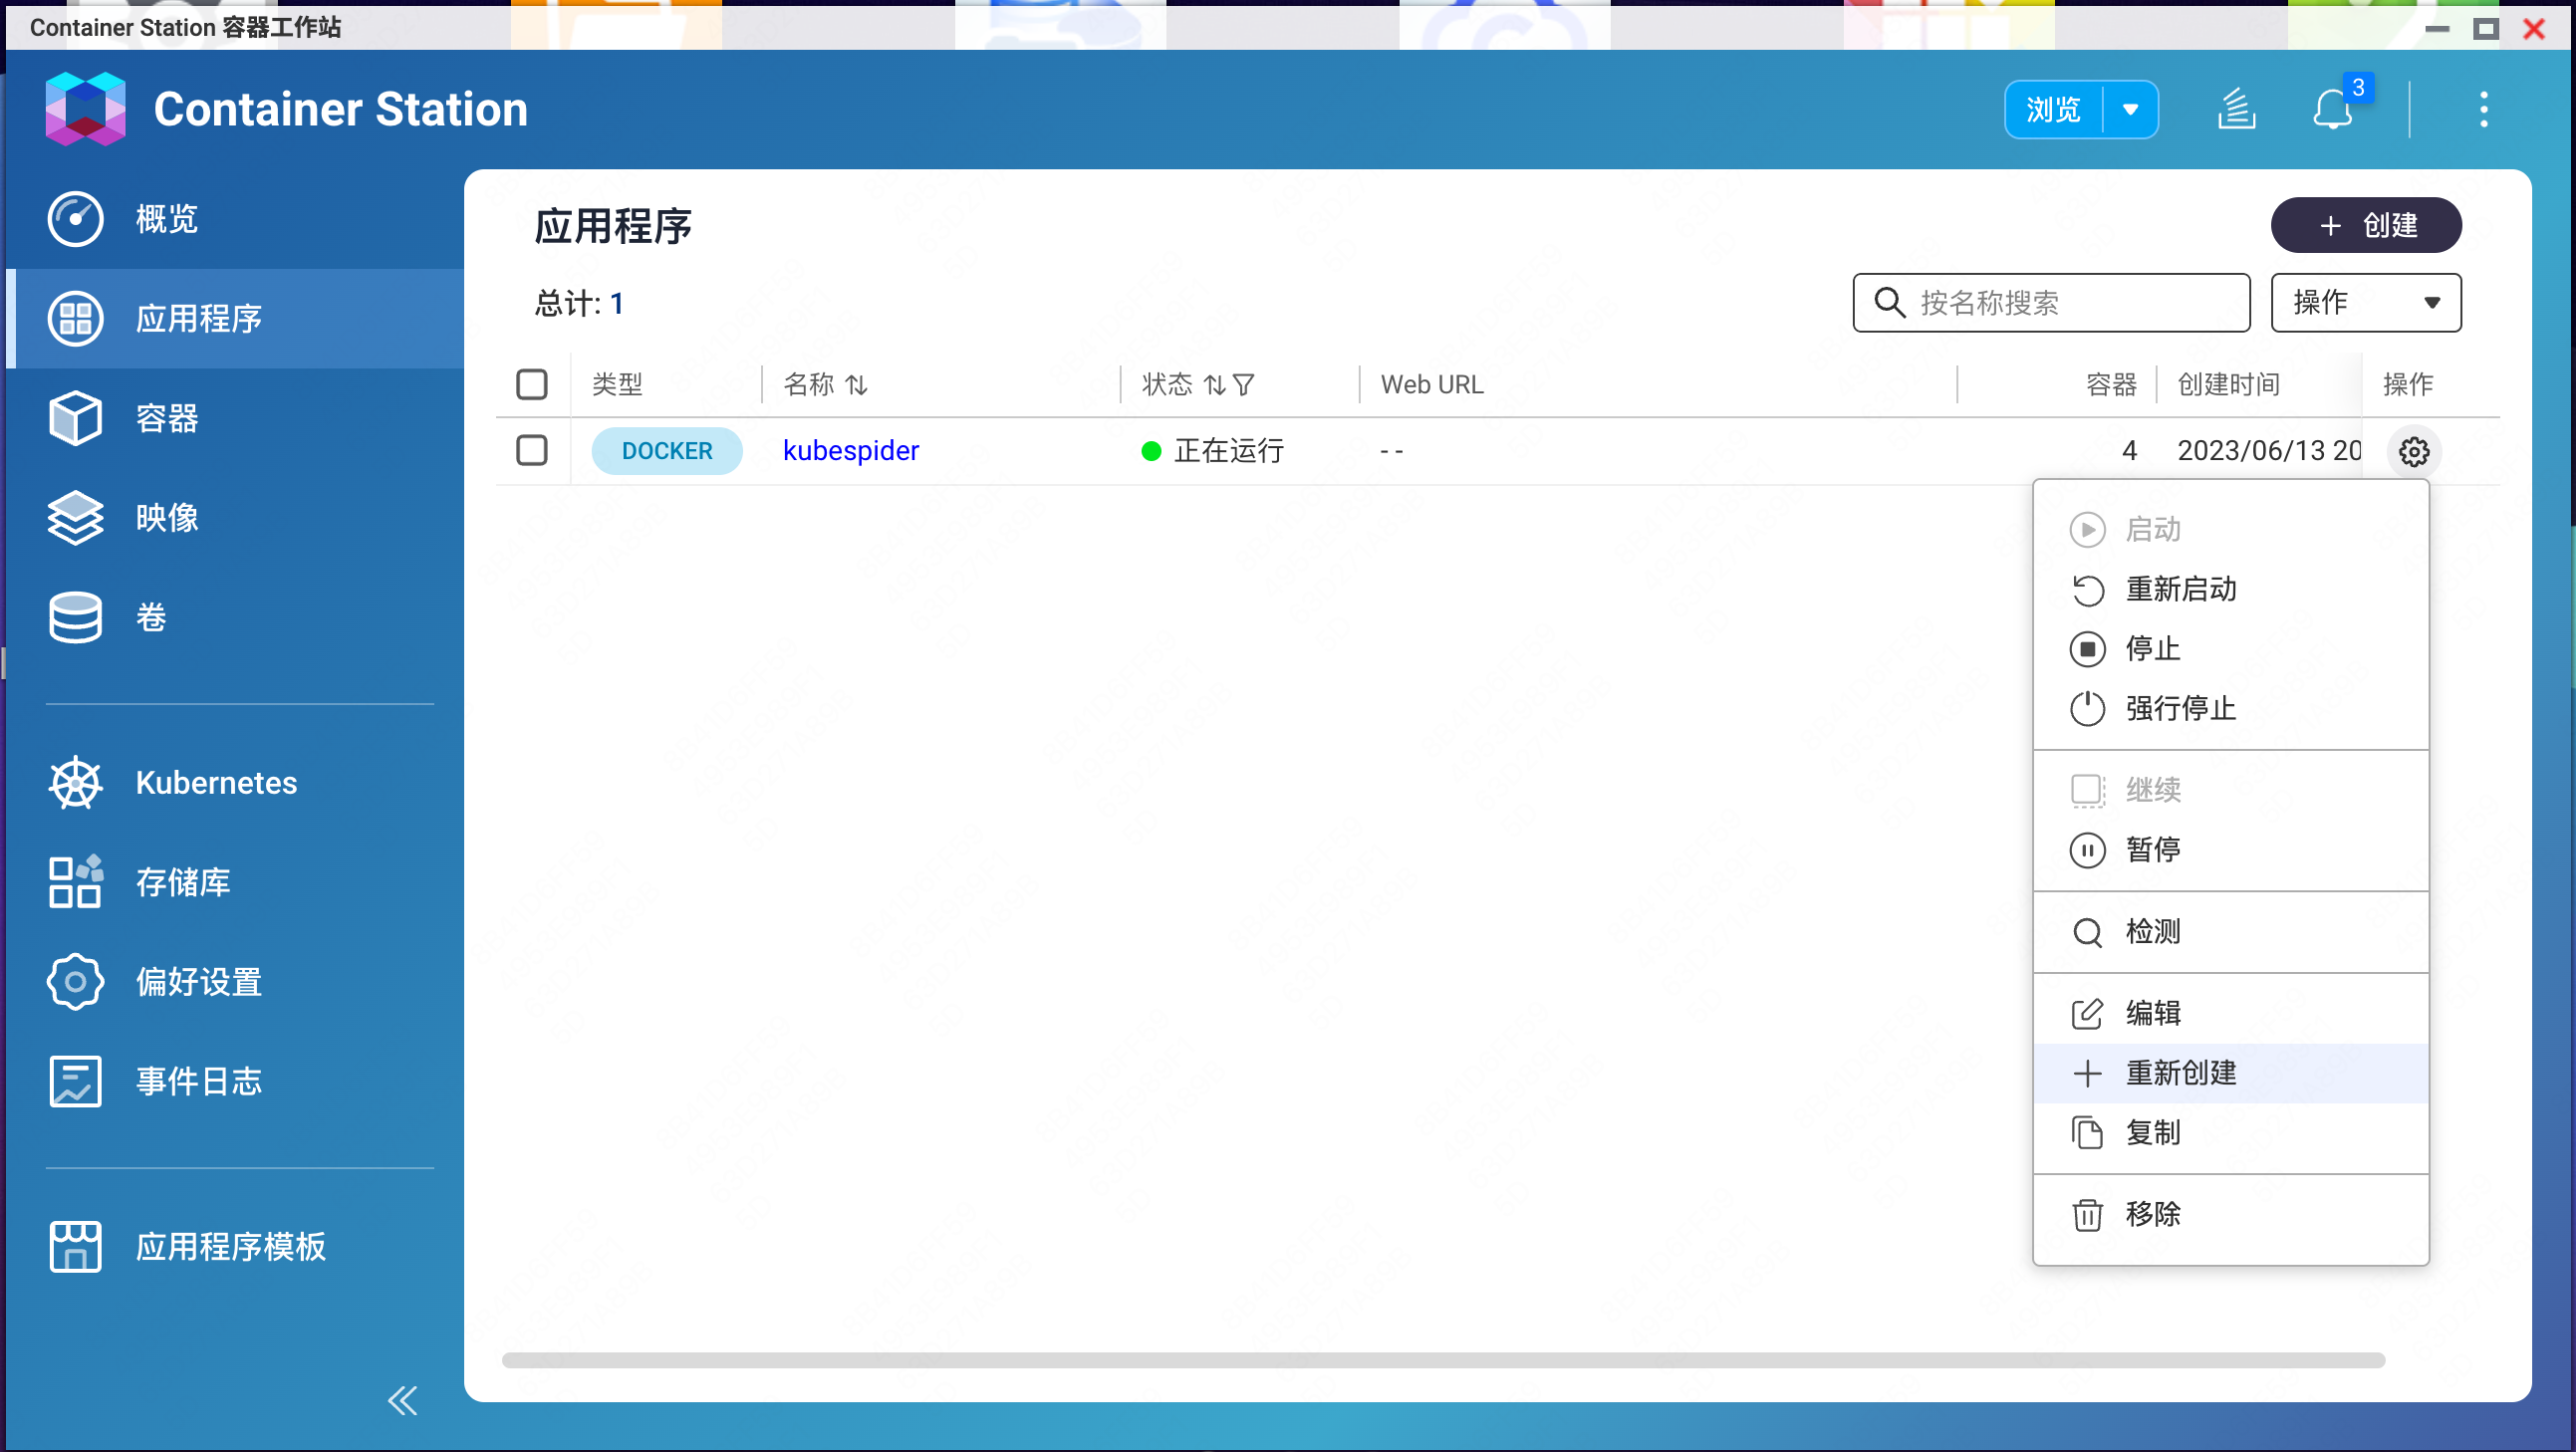 Container Station 容器工作站
Container Station
浏览
3
概览
应用程序
容器
映像
卷
Kubernetes
存储库
偏好设置
事件日志
应用程序模板
应用程序
+ 创建
总计: 1
按名称搜索
操作
类型 名称 状态 Web URL 容器 创建时间 操作
DOCKER kubespider 正在运行 - - 4 2023/06/13 20
启动
重新启动
停止
强行停止
继续
暂停
检测
编辑
重新创建
复制
移除